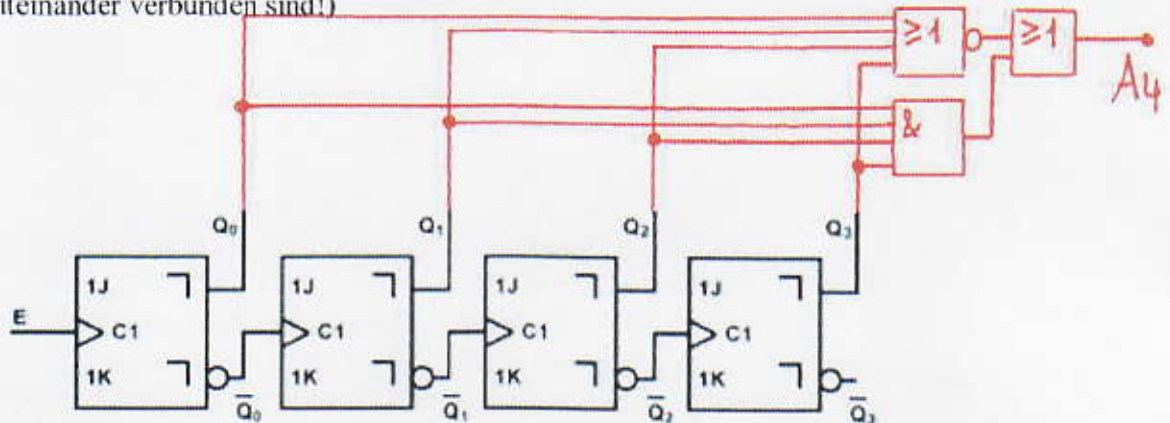 iteinander verbunden sind!)
≥1 ≥1
A4
&
Q₀ Q₁ Q₂ Q₃
1J 1J 1J 1J
E C1 C1 C1 C1
1K 1K 1K 1K
Q̅₀ Q̅₁ Q̅₂ Q̅₃